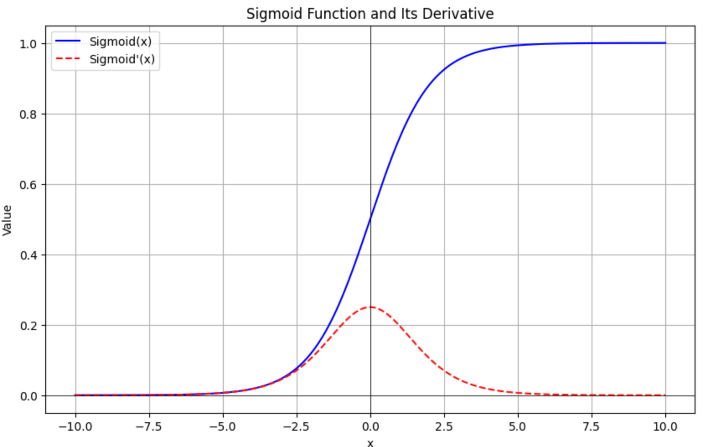 Sigmoid Function and Its Derivative
Sigmoid(x)
Sigmoid'(x)
1.0
0.8
0.6
0.4
0.2
0.0
Value
−10.0 −7.5 −5.0 −2.5 0.0 2.5 5.0 7.5 10.0
x